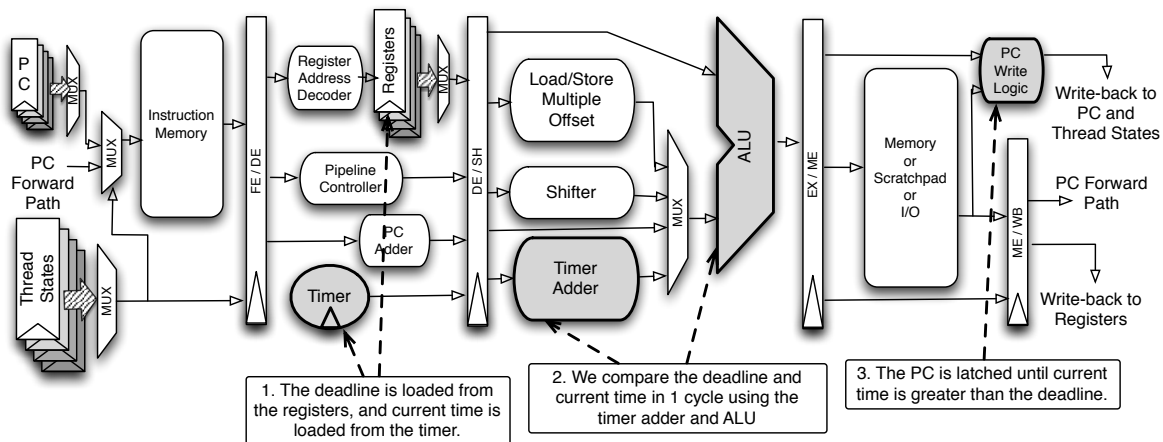 PC
MUX
PC
Forward
Path
MUX
Thread
States
MUX
Instruction
Memory
FE / DE
Register
Address
Decoder
Registers
MUX
Pipeline
Controller
PC
Adder
Timer
DE / SH
Load/Store
Multiple
Offset
Shifter
Timer
Adder
MUX
ALU
EX / ME
Memory
or
Scratchpad
or
I/O
PC
Write
Logic
Write-back to
PC and
Thread States
ME / WB
PC Forward
Path
Write-back to
Registers
1. The deadline is loaded from
the registers, and current time is
loaded from the timer.
2. We compare the deadline and
current time in 1 cycle using the
timer adder and ALU
3. The PC is latched until current
time is greater than the deadline.